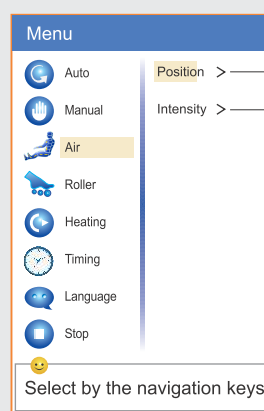 Menu
Auto
Position >
Manual
Intensity >
Air
Roller
Heating
Timing
Language
Stop
Select by the navigation keys